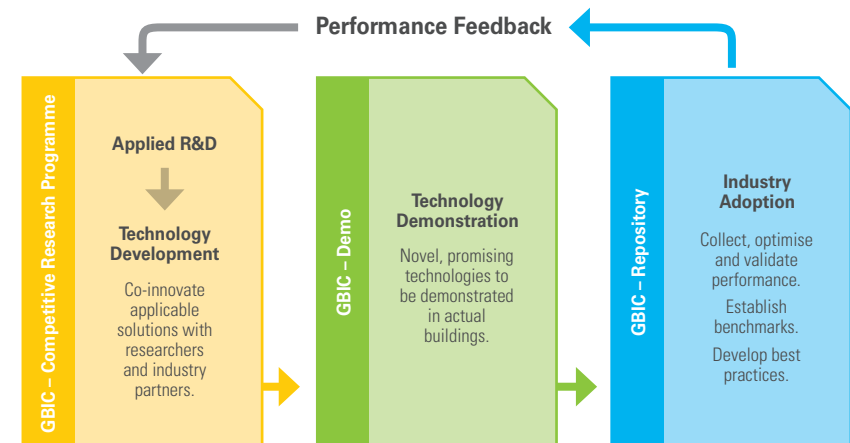 Performance Feedback
GBIC – Competitive Research Programme
Applied R&D
Technology
Development
Co-innovate
applicable
solutions with
researchers
and industry
partners.
GBIC – Demo
Technology
Demonstration
Novel, promising
technologies to
be demonstrated
in actual
buildings.
GBIC – Repository
Industry
Adoption
Collect, optimise
and validate
performance.
Establish
benchmarks.
Develop best
practices.